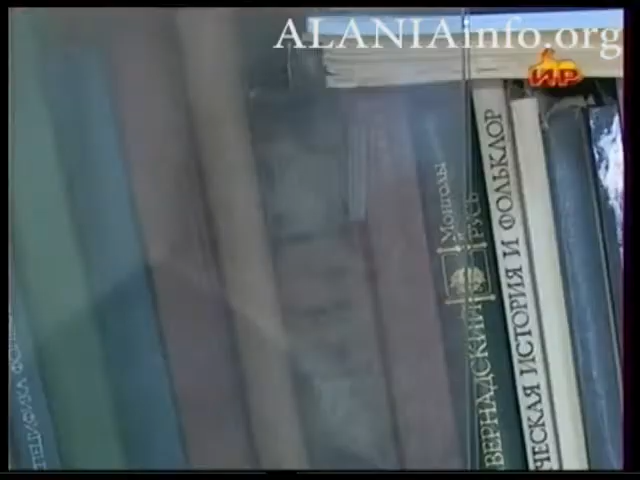 ALANIAinfo.org
ИР
Монголы
и РУСЬ
ВЕРНАДСКИЙ
ЧЕСКАЯ ИСТОРИЯ И ФОЛЬКЛОР